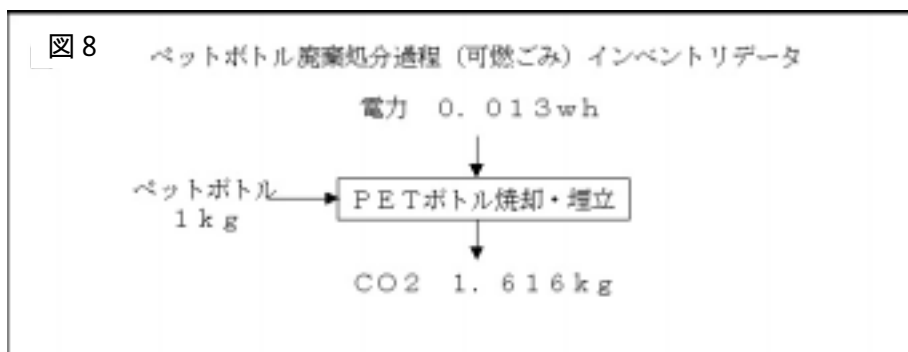 図８
ペットボトル廃棄処分過程（可燃ごみ）インベントリデータ
電力　０．０１３ｗｈ
ペットボトル
１ｋｇ
ＰＥＴボトル焼却・埋立
ＣＯ２　１．６１６ｋｇ